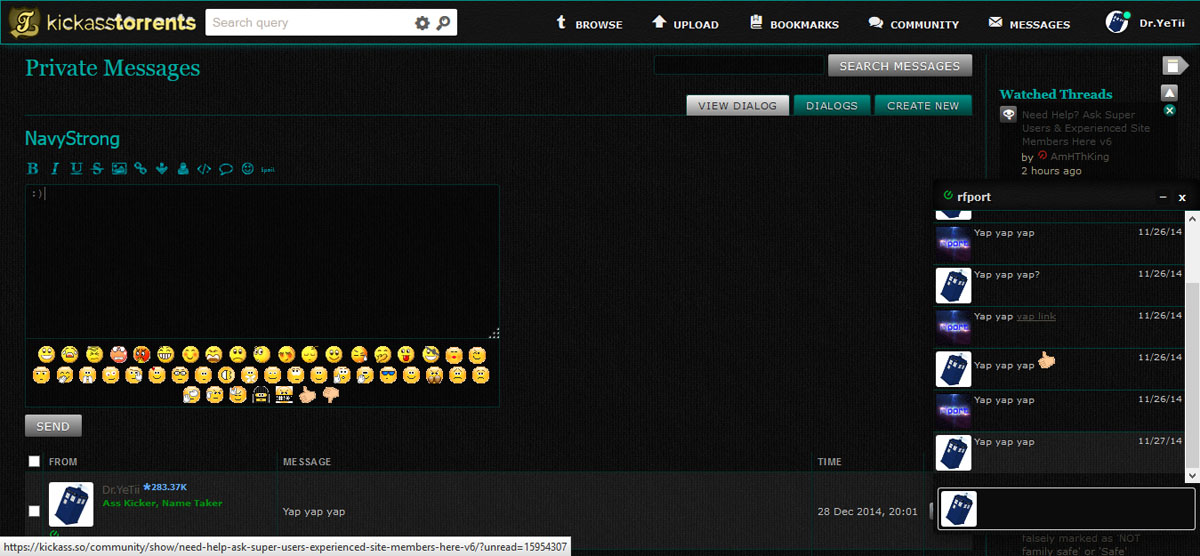 kickasstorrents
Search query
BROWSE
UPLOAD
BOOKMARKS
COMMUNITY
MESSAGES
Dr.YeTii
Private Messages
SEARCH MESSAGES
VIEW DIALOG
DIALOGS
CREATE NEW
NavyStrong
B I U S
Spoil
:)
SEND
FROM
MESSAGE
TIME
Dr.YeTii *283.37K
Ass Kicker, Name Taker
Yap yap yap
28 Dec 2014, 20:01
Watched Threads
Need Help? Ask Super
Users & Experienced Site
Members Here v6
by AmHThKing
2 hours ago
rfport
– x
Yap yap yap 11/26/14
Yap yap yap? 11/26/14
Yap yap yap link 11/26/14
Yap yap yap 11/26/14
Yap yap yap 11/26/14
Yap yap yap 11/27/14
falsely marked as 'NOT
family safe' or 'Safe'
https://kickass.so/community/show/need-help-ask-super-users-experienced-site-members-here-v6/?unread=15954307